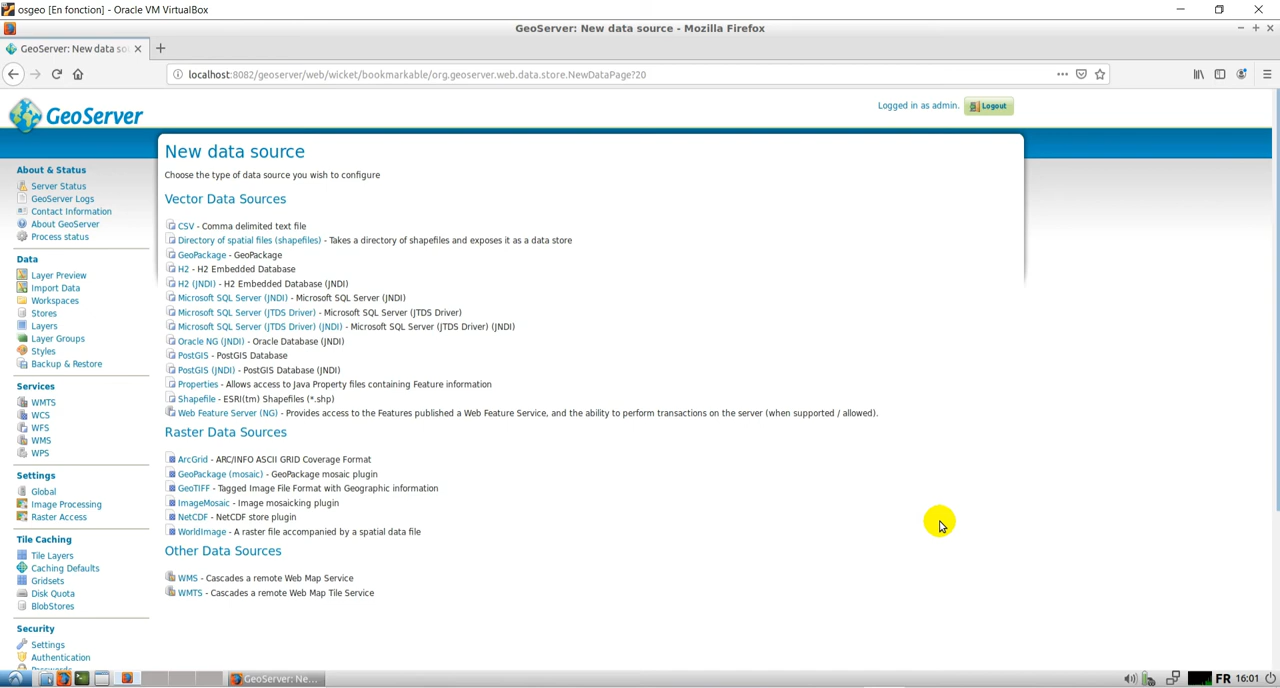 osgeo [En fonction] - Oracle VM VirtualBox
GeoServer: New data source - Mozilla Firefox
GeoServer: New data so
localhost:8082/geoserver/web/wicket/bookmarkable/org.geoserver.web.data.store.NewDataPage?20
GeoServer
Logged in as admin. Logout
About & Status
Server Status
GeoServer Logs
Contact Information
About GeoServer
Process status
Data
Layer Preview
Import Data
Workspaces
Stores
Layers
Layer Groups
Styles
Backup & Restore
Services
WMTS
WCS
WFS
WMS
WPS
Settings
Global
Image Processing
Raster Access
Tile Caching
Tile Layers
Caching Defaults
Gridsets
Disk Quota
BlobStores
Security
Settings
Authentication
Passwords
New data source
Choose the type of data source you wish to configure
Vector Data Sources
CSV - Comma delimited text file
Directory of spatial files (shapefiles) - Takes a directory of shapefiles and exposes it as a data store
GeoPackage - GeoPackage
H2 - H2 Embedded Database
H2 (JNDI) - H2 Embedded Database (JNDI)
Microsoft SQL Server (JNDI) - Microsoft SQL Server (JNDI)
Microsoft SQL Server (JTDS Driver) - Microsoft SQL Server (JTDS Driver)
Microsoft SQL Server (JTDS Driver) (JNDI) - Microsoft SQL Server (JTDS Driver) (JNDI)
Oracle NG (JNDI) - Oracle Database (JNDI)
PostGIS - PostGIS Database
PostGIS (JNDI) - PostGIS Database (JNDI)
Properties - Allows access to Java Property files containing Feature information
Shapefile - ESRI(tm) Shapefiles (*.shp)
Web Feature Server (NG) - Provides access to the Features published a Web Feature Service, and the ability to perform transactions on the server (when supported / allowed).
Raster Data Sources
ArcGrid - ARC/INFO ASCII GRID Coverage Format
GeoPackage (mosaic) - GeoPackage mosaic plugin
GeoTIFF - Tagged Image File Format with Geographic information
ImageMosaic - Image mosaicking plugin
NetCDF - NetCDF store plugin
WorldImage - A raster file accompanied by a spatial data file
Other Data Sources
WMS - Cascades a remote Web Map Service
WMTS - Cascades a remote Web Map Tile Service
GeoServer: Ne...
FR 16:01